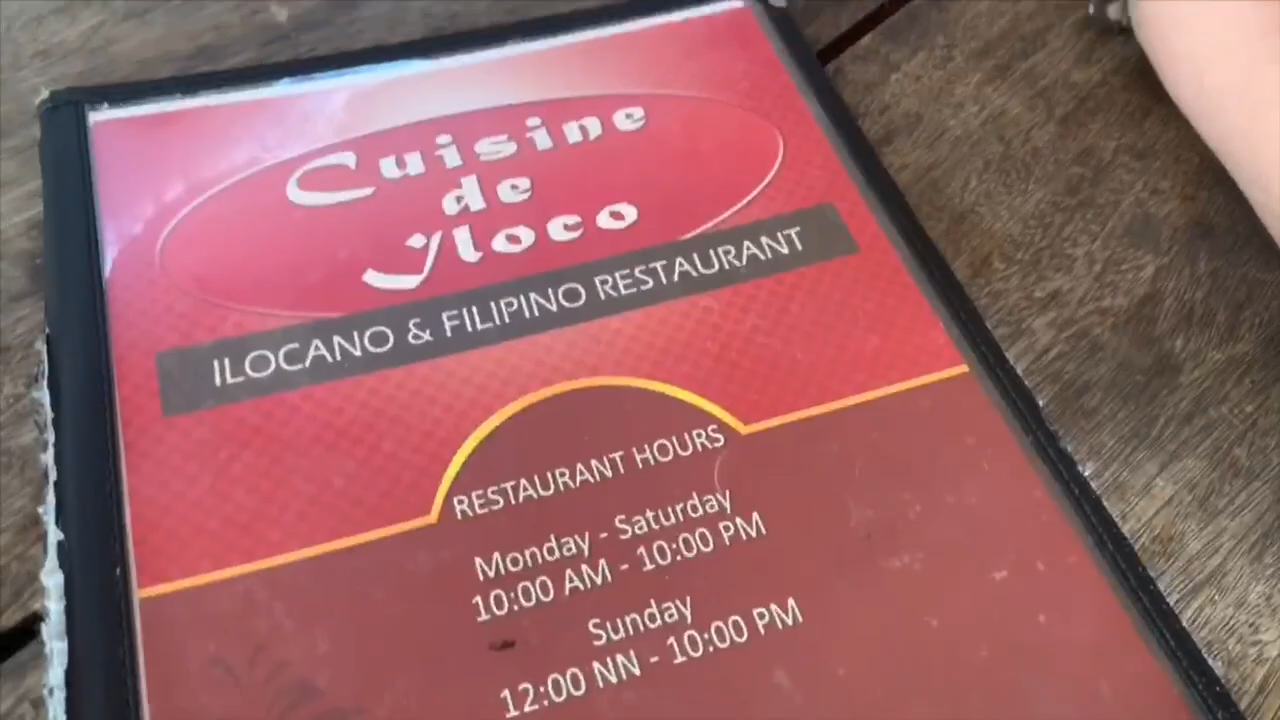 Cuisine
de
Yloco
ILOCANO & FILIPINO RESTAURANT
RESTAURANT HOURS
Monday - Saturday
10:00 AM - 10:00 PM
Sunday
12:00 NN - 10:00 PM